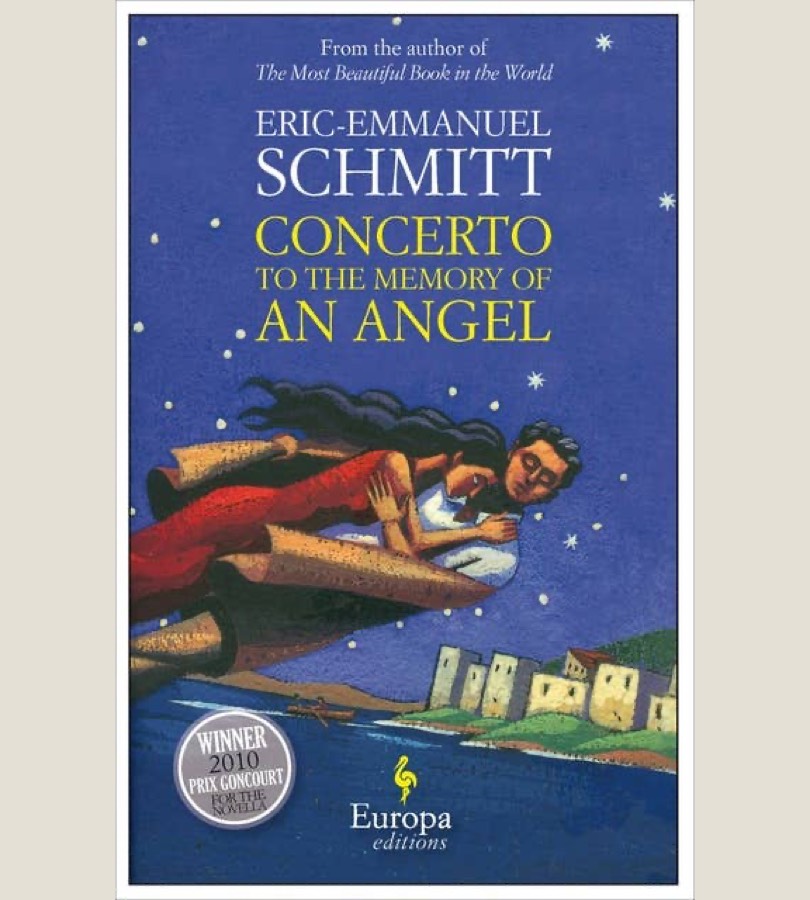 From the author of
The Most Beautiful Book in the World
ERIC-EMMANUEL
SCHMITT
CONCERTO
TO THE MEMORY OF
AN ANGEL
WINNER
2010
PRIX GONCOURT
FOR THE
NOVELLA
Europa
editions